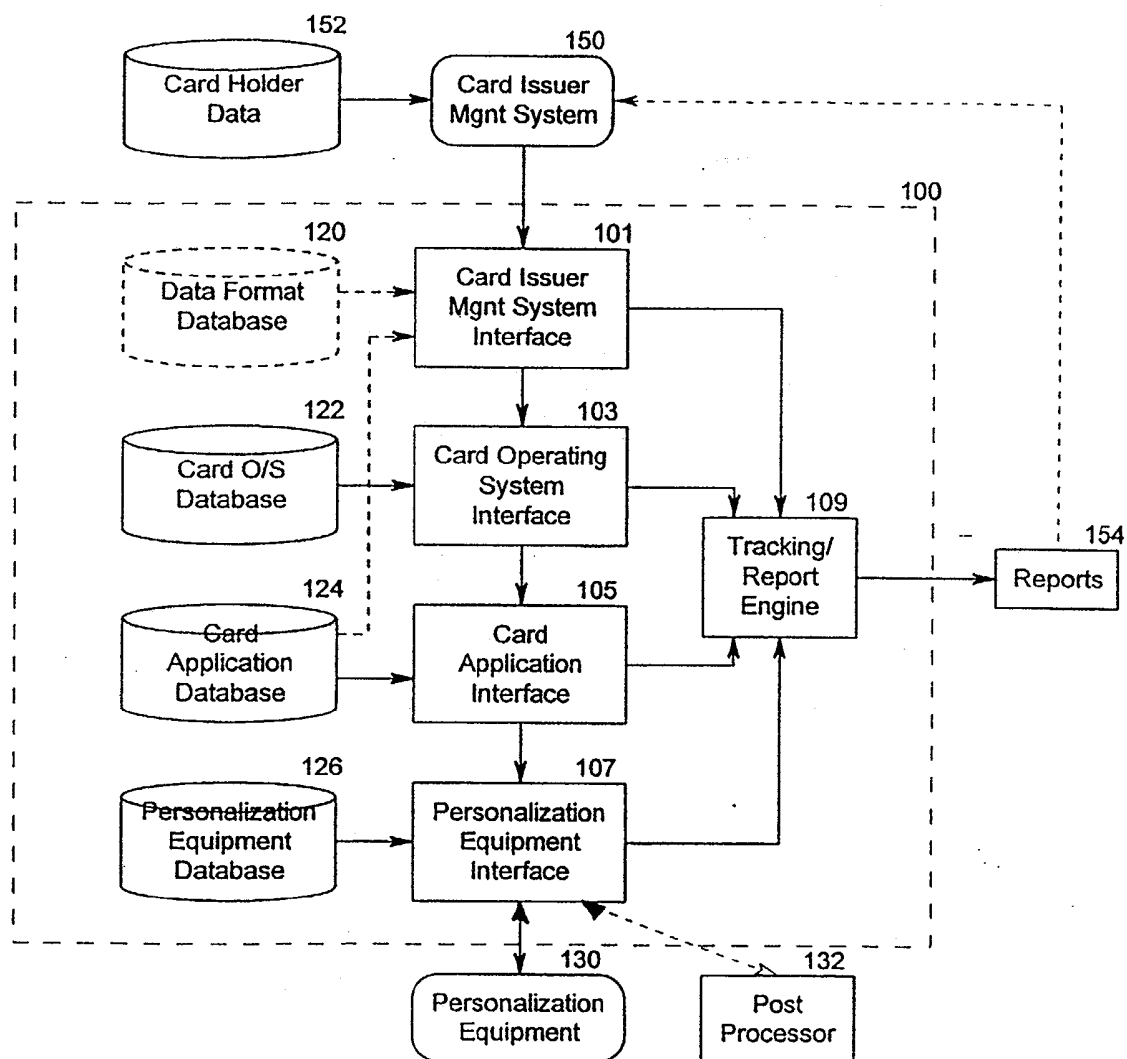 152
Card Holder
Data
150
Card Issuer
Mgnt System
100
120
Data Format
Database
101
Card Issuer
Mgnt System
Interface
122
Card O/S
Database
103
Card Operating
System
Interface
109
Tracking/
Report
Engine
154
Reports
124
Card
Application
Database
105
Card
Application
Interface
126
Personalization
Equipment
Database
107
Personalization
Equipment
Interface
130
Personalization
Equipment
132
Post
Processor